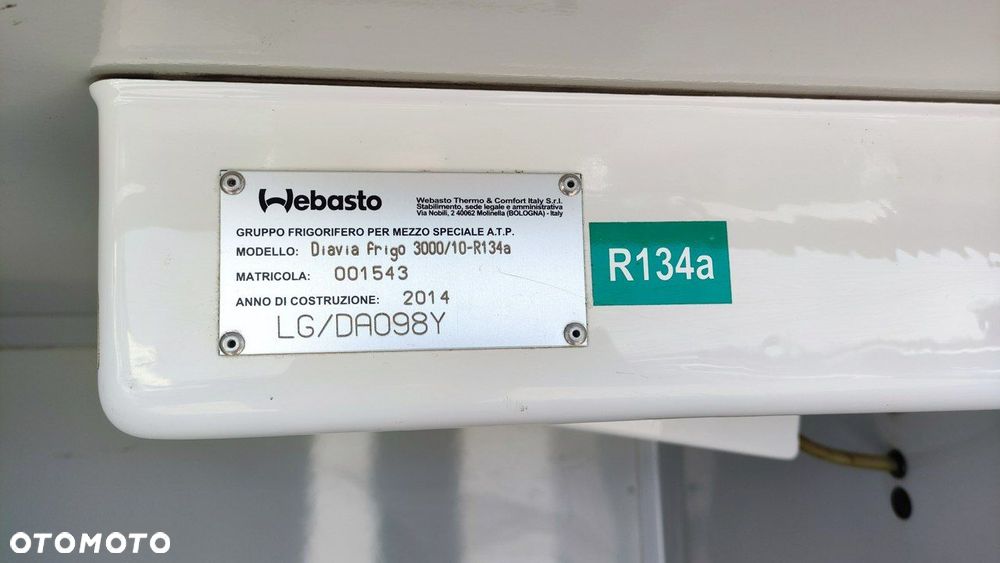 Webasto
Webasto Thermo & Comfort Italy S.r.l.
Stabilimento, sede legale e amministrativa
Via Nobili, 2 40062 Molinella (BOLOGNA) - Italy
GRUPPO FRIGORIFERO PER MEZZO SPECIALE A.T.P.
MODELLO: Diavia Frigo 3000/10-R134a
MATRICOLA: 001543
ANNO DI COSTRUZIONE: 2014
LG/DA098Y
R134a
OTOMOTO